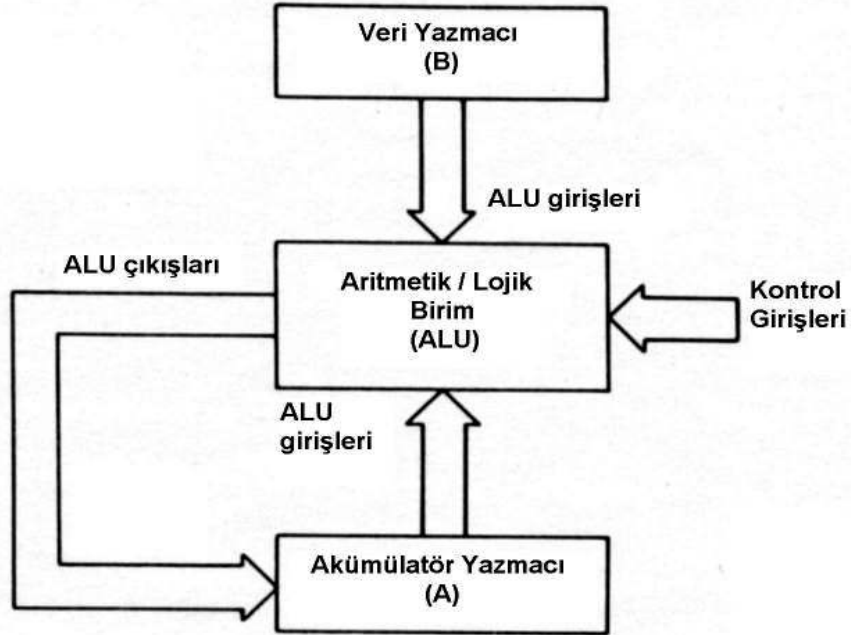 Veri Yazmacı
(B)
ALU girişleri
ALU çıkışları
Aritmetik / Lojik
Birim
(ALU)
Kontrol
Girişleri
ALU
girişleri
Akümülatör Yazmacı
(A)